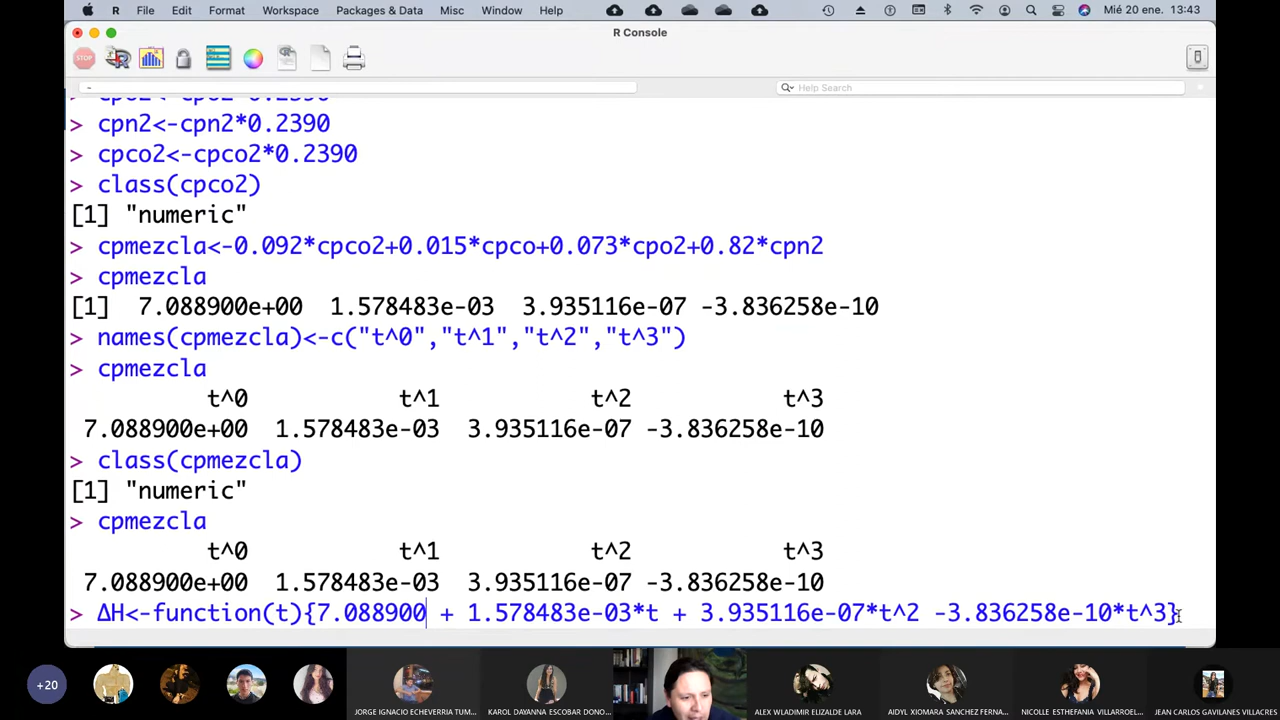 R File Edit Format Workspace Packages & Data Misc Window Help Mié 20 ene. 13:43
R Console
STOP
~
Help Search
> cpn2<-cpn2*0.2390
> cpco2<-cpco2*0.2390
> class(cpco2)
[1] "numeric"
> cpmezcla<-0.092*cpco2+0.015*cpco+0.073*cpo2+0.82*cpn2
> cpmezcla
[1] 7.088900e+00 1.578483e-03 3.935116e-07 -3.836258e-10
> names(cpmezcla)<-c("t^0","t^1","t^2","t^3")
> cpmezcla
t^0 t^1 t^2 t^3
7.088900e+00 1.578483e-03 3.935116e-07 -3.836258e-10
> class(cpmezcla)
[1] "numeric"
> cpmezcla
t^0 t^1 t^2 t^3
7.088900e+00 1.578483e-03 3.935116e-07 -3.836258e-10
> ΔH<-function(t){7.088900 + 1.578483e-03*t + 3.935116e-07*t^2 -3.836258e-10*t^3}
+20
JORGE IGNACIO ECHEVERRIA TUM...
KAROL DAYANNA ESCOBAR DONO...
ALEX WLADIMIR ELIZALDE LARA
AIDYL XIOMARA SANCHEZ FERNA...
NICOLLE ESTHEFANIA VILLARROEL...
JEAN CARLOS GAVILANES VILLACRES